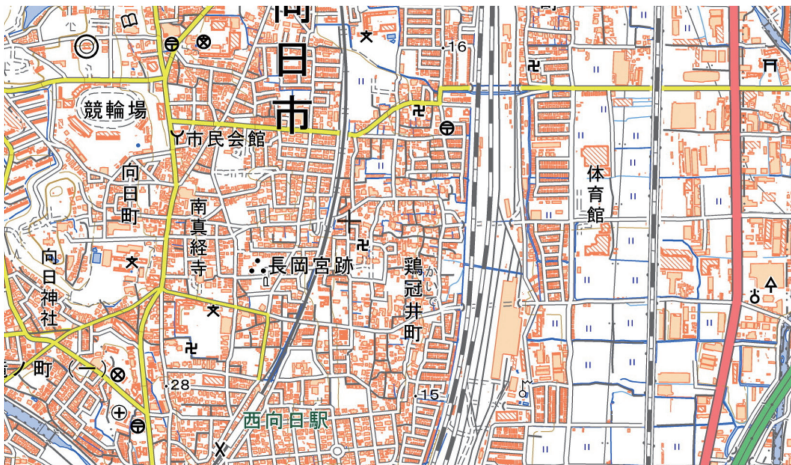 向日市
・16
競輪場
市民会館
向日町
南真経寺
体育館
長岡宮跡
鶏冠井町
かいで
向日神社
ノ町(一)
・28
・15
西向日駅